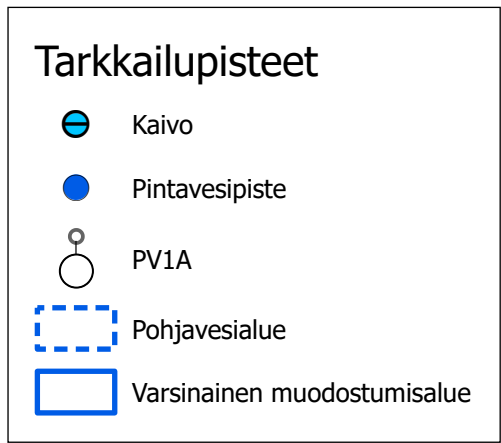 Tarkkailupisteet
Kaivo
Pintavesipiste
PV1A
Pohjavesialue
Varsinainen muodostumisalue